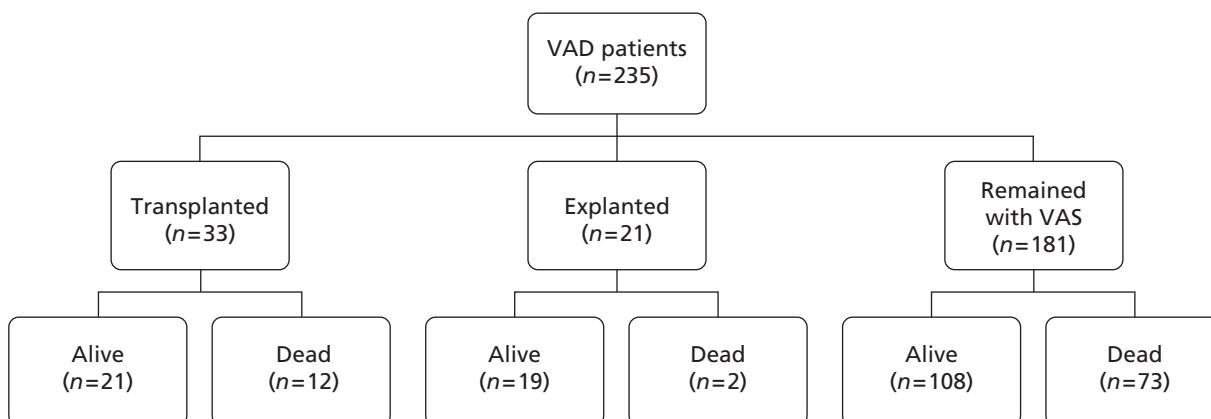 VAD patients
(n=235)
Transplanted
(n=33)
Explanted
(n=21)
Remained
with VAS
(n=181)
Alive
(n=21)
Dead
(n=12)
Alive
(n=19)
Dead
(n=2)
Alive
(n=108)
Dead
(n=73)